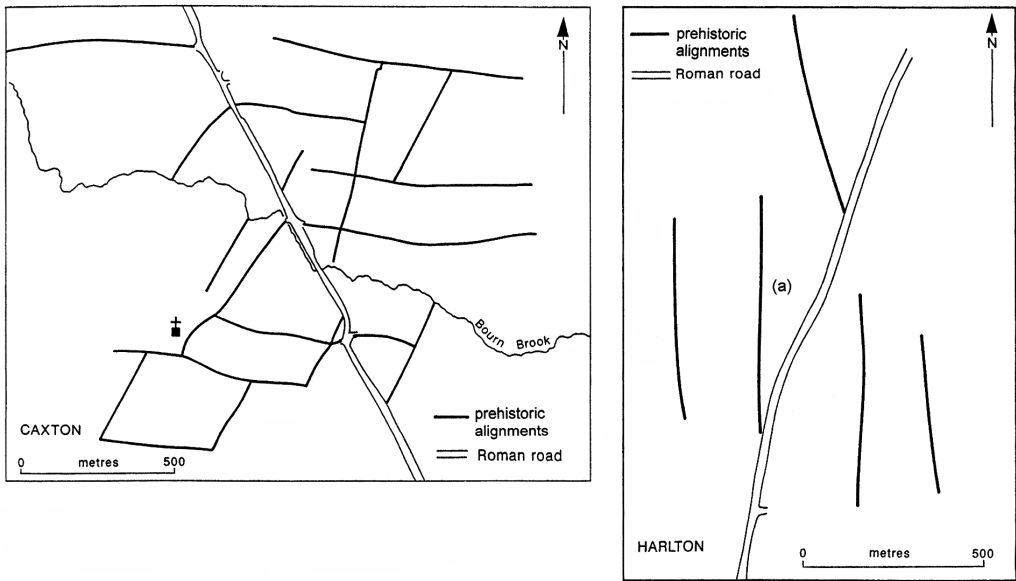 N
Bourn
Brook
prehistoric
alignments
Roman road
CAXTON
0 metres 500
prehistoric
alignments
Roman road
N
(a)
HARLTON
0 metres 500